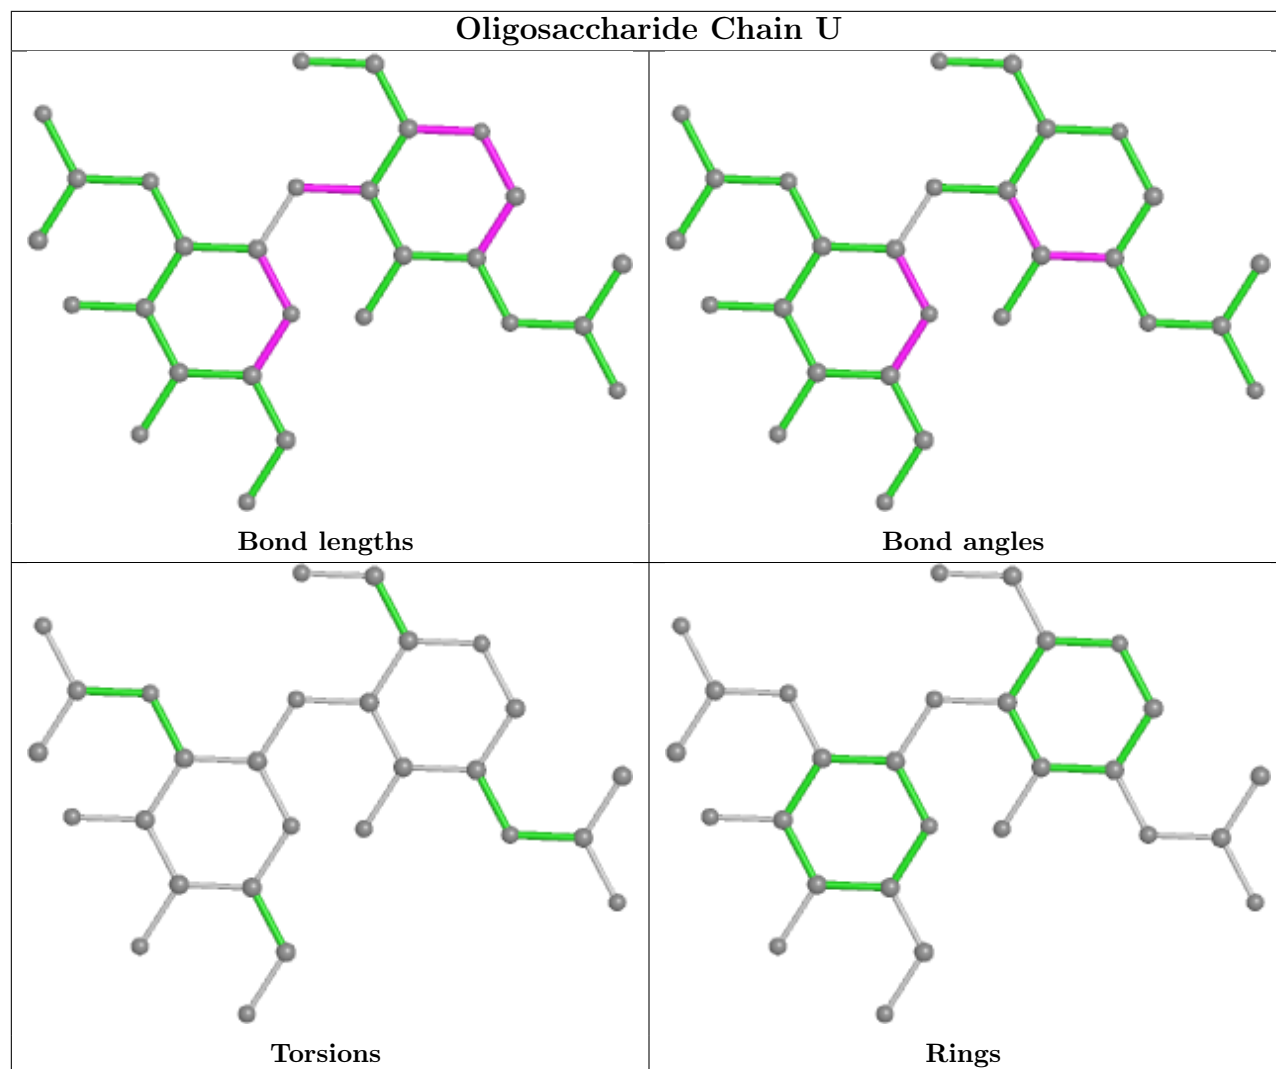 Oligosaccharide Chain U
Bond lengths
Bond angles
Torsions
Rings